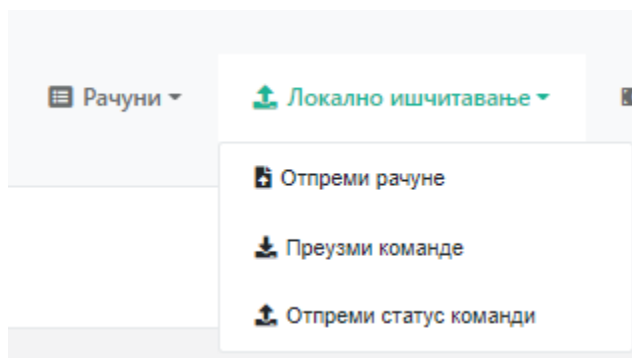 Рачуни
Локално ишчитавање
Отпреми рачуне
Преузми команде
Отпреми статус команди